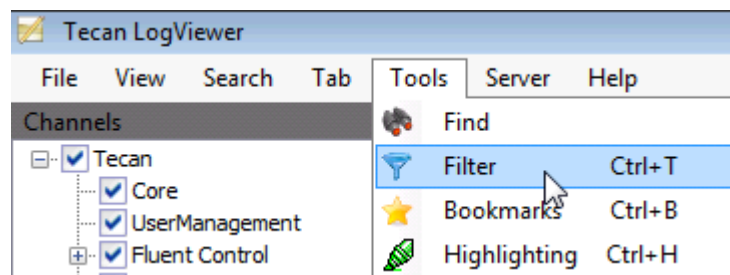 Tecan LogViewer
File View Search Tab Tools Server Help
Channels
Find
Tecan
Filter Ctrl+T
Core
Bookmarks Ctrl+B
UserManagement
Fluent Control
Highlighting Ctrl+H